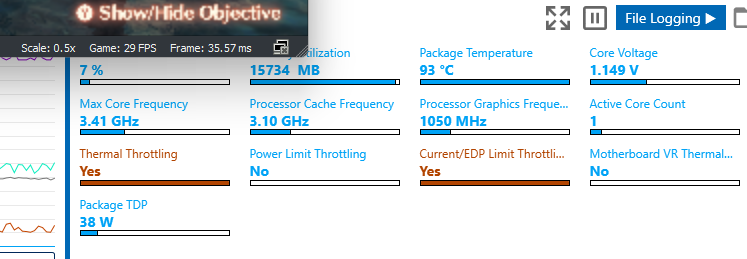 Show/Hide Objective
File Logging ▶
Scale: 0.5x Game: 29 FPS Frame: 35.57 ms
Package Temperature
Core Voltage
7 %
15734 MB
93 °C
1.149 V
Max Core Frequency
Processor Cache Frequency
Processor Graphics Freque...
Active Core Count
3.41 GHz
3.10 GHz
1050 MHz
1
Thermal Throttling
Power Limit Throttling
Current/EDP Limit Throttli...
Motherboard VR Thermal...
Yes
No
Yes
No
Package TDP
38 W